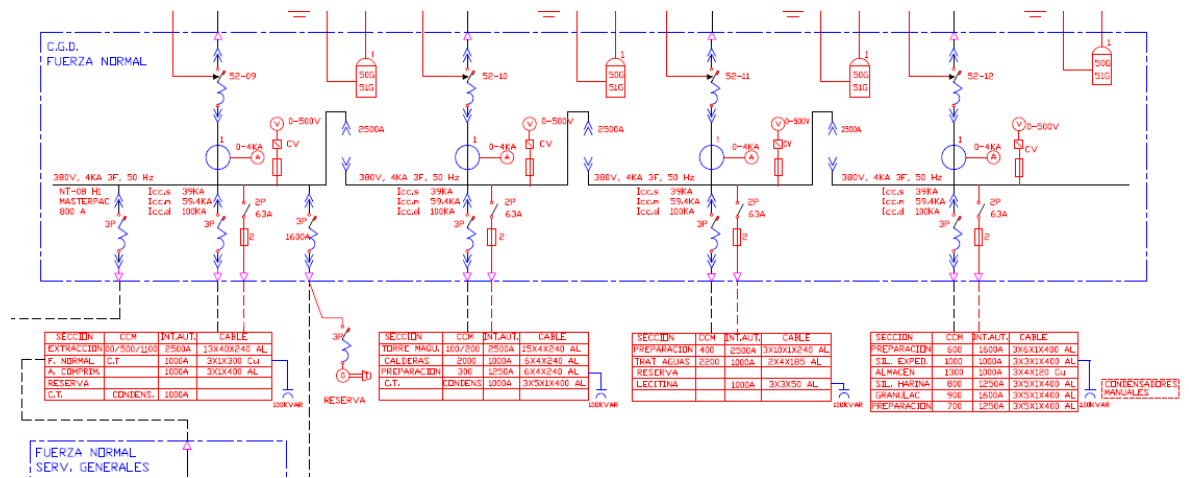 C.G.D.
FUERZA NORMAL
52-09
1
50G
51G
52-10
1
50G
51G
52-11
1
50G
51G
52-12
1
50G
51G
1
0-4KA
A
V
0-500V
CV
2500A
1
0-4KA
A
V
0-500V
CV
2500A
1
0-4KA
A
V
0-500V
CV
2500A
1
0-4KA
A
V
0-500V
CV
380V, 4KA 3F, 50 Hz
380V, 4KA 3F, 50 Hz
380V, 4KA 3F, 50 Hz
380V, 4KA 3F, 50 Hz
NT-08 H1
MASTERPAC
800 A
3P
Icc.s 39KA
Icc.m 59.4KA
Icc.d 100KA
3P
2P
63A
2
3P
1600A
Icc.s 39KA
Icc.m 59.4KA
Icc.d 100KA
3P
2P
63A
2
Icc.s 39KA
Icc.m 59.4KA
Icc.d 100KA
3P
2P
63A
2
Icc.s 39KA
Icc.m 59.4KA
Icc.d 100KA
3P
2P
63A
2
SECCION CCM INT.AUT. CABLE
EXTRACCION 00/500/1100 2500A 13X40X240 AL
F. NORMAL C.T 1000A 3X1X300 Cu
A. COMPRIM. 1000A 3X1X400 AL
RESERVA
C.T. CONDENS. 1000A
100KVAR
3P
G
RESERVA
SECCION CCM INT.AUT. CABLE
TORRE MAQU. 100/200 2500A 15X4X240 AL
CALDERAS 2000 1000A 6X4X240 AL
PREPARACION 300 1250A 6X4X240 AL
C.T. CONDENS 1000A 3X5X1X400 AL
100KVAR
SECCION CCM INT.AUT. CABLE
PREPARACION 400 2500A 3X10X1X240 AL
TRAT AGUAS 2200 1000A 2X4X185 AL
RESERVA
LECITINA 1000A 3X3X50 AL
100KVAR
SECCION CCM INT.AUT. CABLE
PREPARACION 600 1600A 3X6X1X400 AL
SIL. EXPED. 1000 1000A 3X3X1X400 AL
ALMACEN 1300 1000A 3X4X120 Cu
SIL. HARINA 800 1250A 3X5X1X400 AL
GRANULAC 900 1600A 3X5X1X400 AL
PREPARACION 700 1250A 3X5X1X400 AL
100KVAR
CONDENSADORES
MANUALES
FUERZA NORMAL
SERV. GENERALES